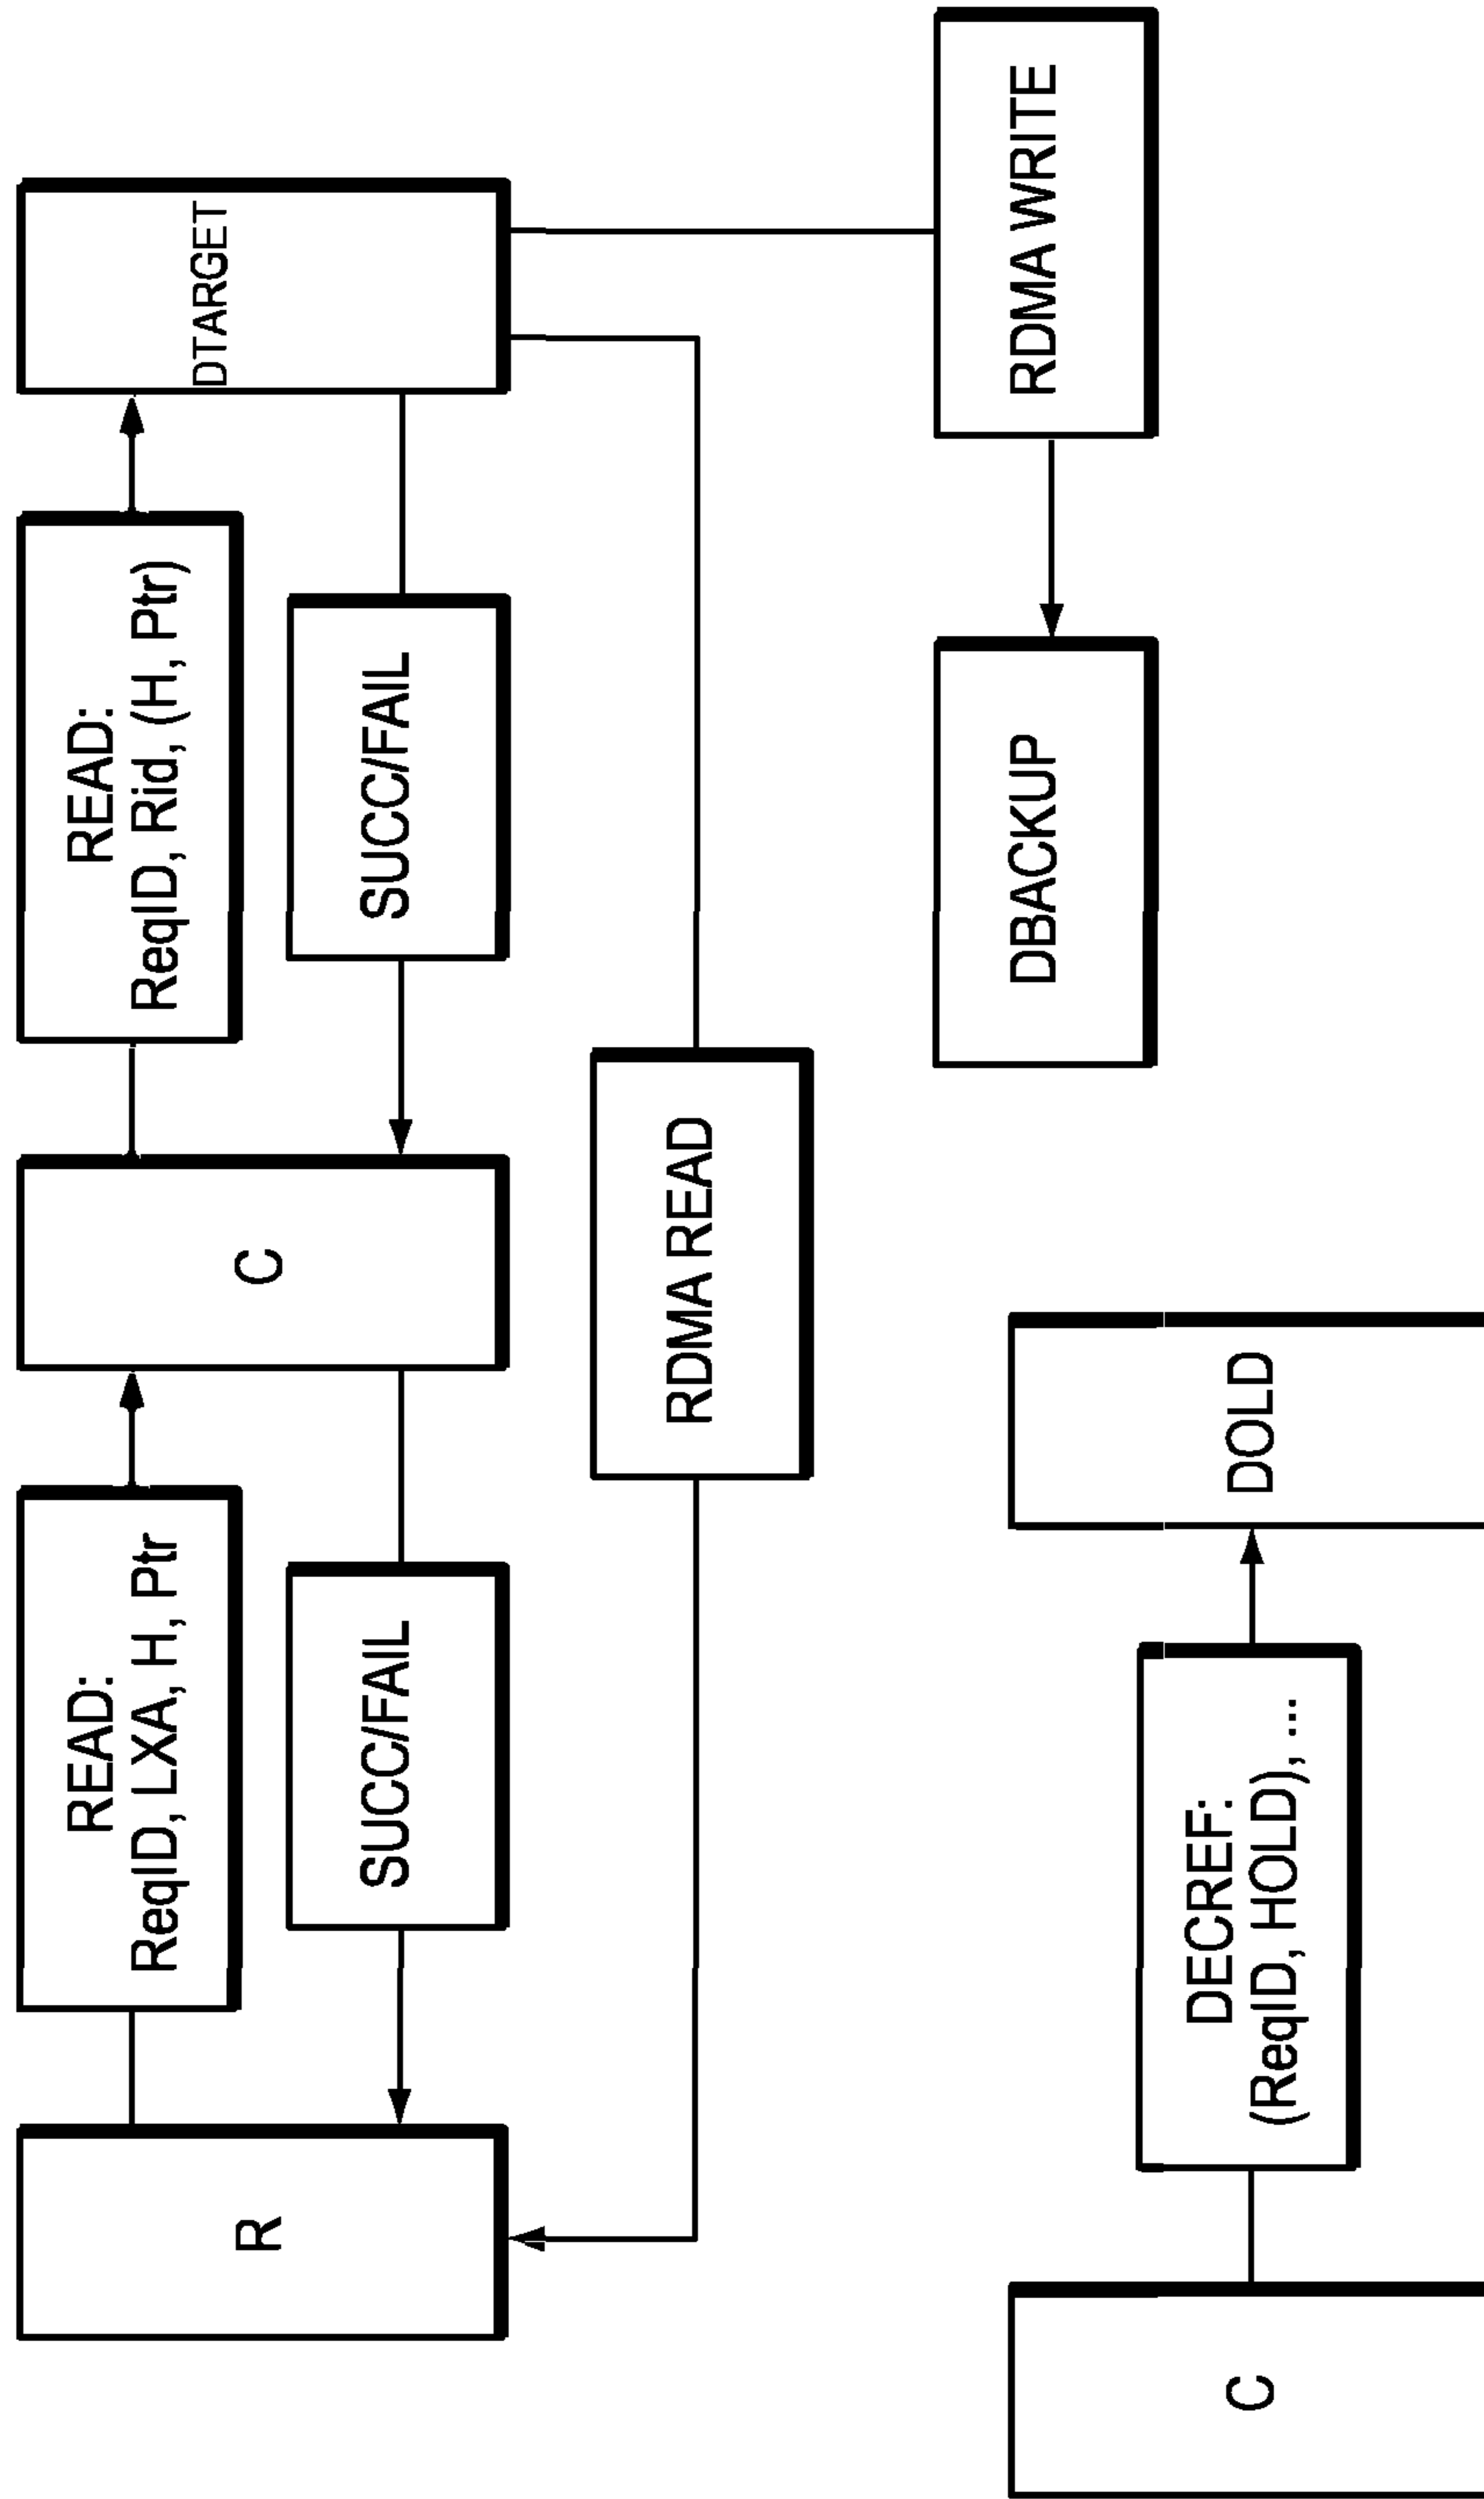 R
READ:
ReqID, LXA, H, Ptr
C
READ:
ReqID, Rid, (H, Ptr)
DTARGET
SUCC/FAIL
SUCC/FAIL
RDMA READ
DBACKUP
RDMA WRITE
C
DECREF:
(ReqID, HOLD), ...
DOLD